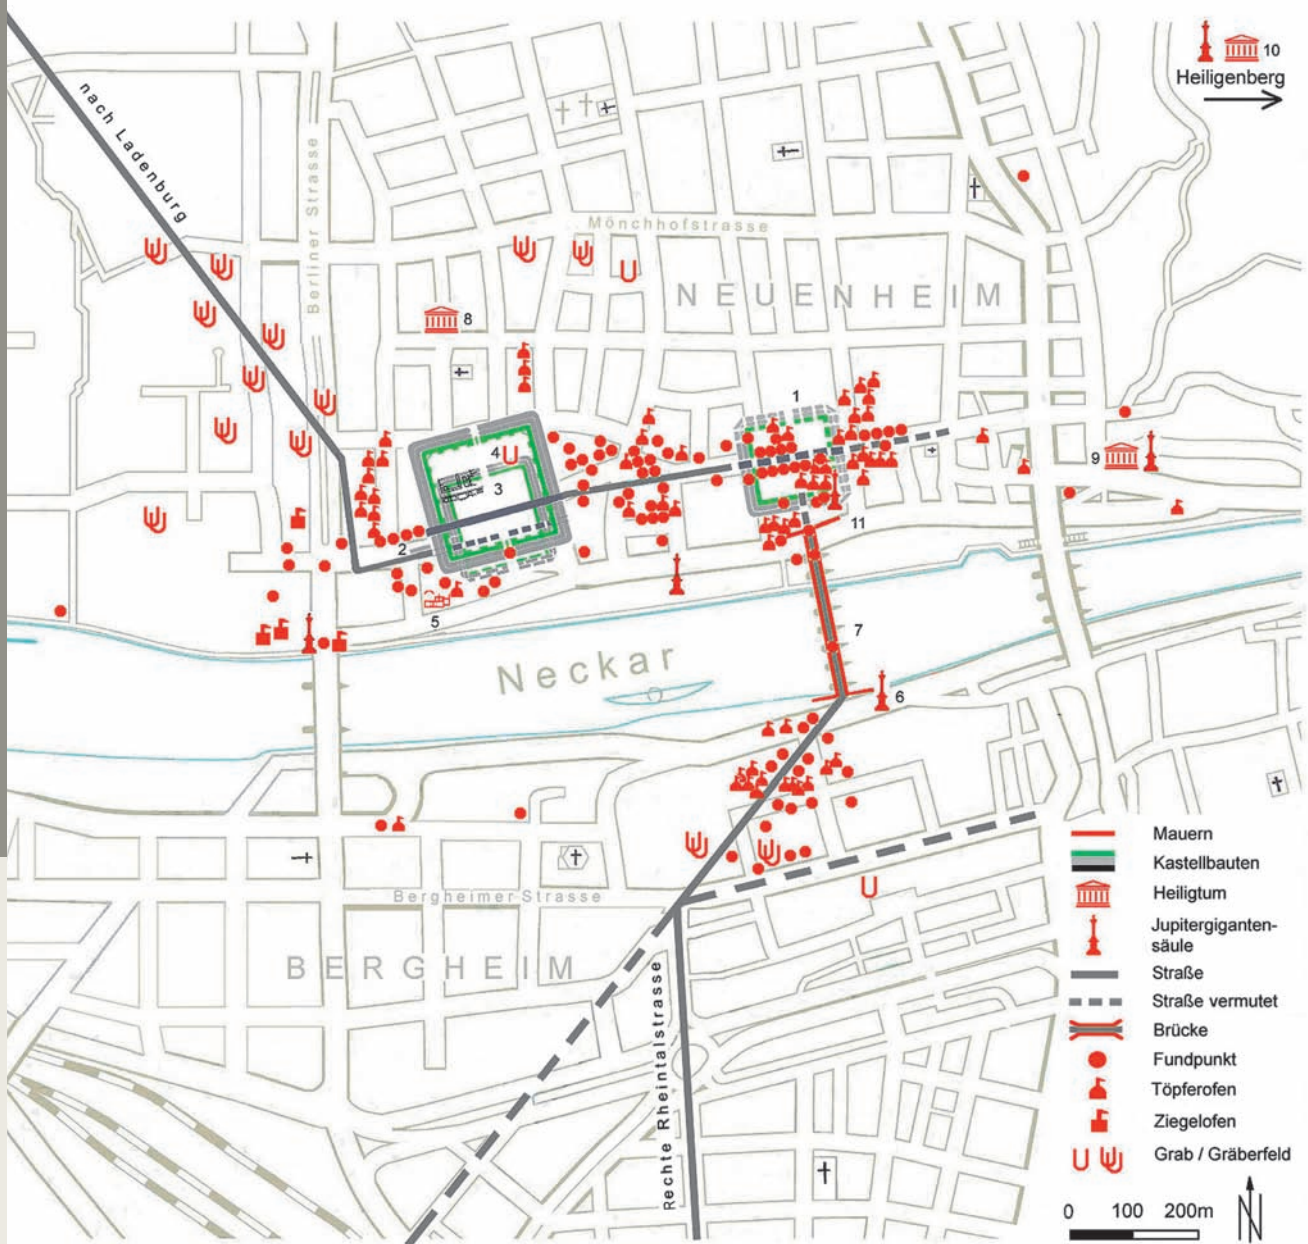 10
Heiligenberg
nach Ladenburg
Berliner Strasse
Mönchhofstrasse
NEUENHEIM
8
1
4
3
9
2
11
5
7
Neckar
6
Bergheimer-Strasse
BERGHEIM
Rechte Rheintalstrasse
Mauern
Kastellbauten
Heiligtum
Jupitergiganten-
säule
Straße
Straße vermutet
Brücke
Fundpunkt
Töpferofen
Ziegelofen
Grab / Gräberfeld
0 100 200m
N